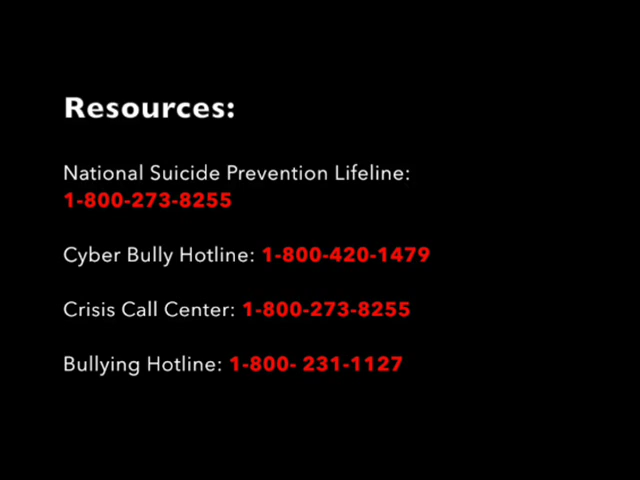 Resources:
National Suicide Prevention Lifeline:
1-800-273-8255
Cyber Bully Hotline: 1-800-420-1479
Crisis Call Center: 1-800-273-8255
Bullying Hotline: 1-800- 231-1127